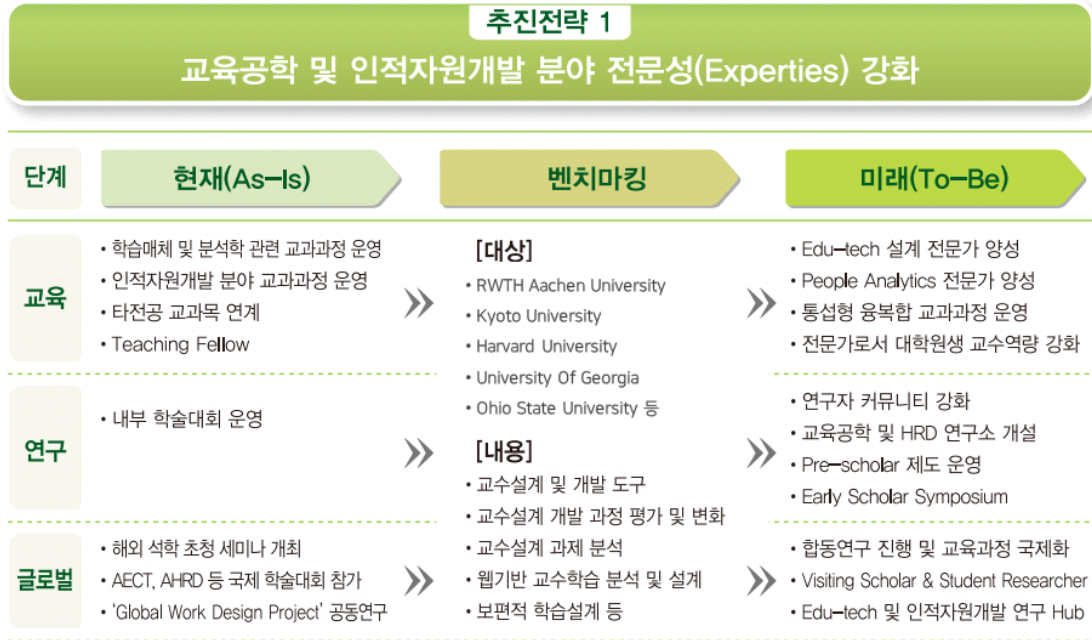 추진전략 1
교육공학 및 인적자원개발 분야 전문성(Experties) 강화
단계
현재(As-Is)
벤치마킹
미래(To-Be)
교육
• 학습매체 및 분석학 관련 교과과정 운영
• 인적자원개발 분야 교과과정 운영
• 타전공 교과목 연계
• Teaching Fellow
[대상]
• RWTH Aachen University
• Kyoto University
• Harvard University
• University Of Georgia
• Ohio State University 등
• Edu-tech 설계 전문가 양성
• People Analytics 전문가 양성
• 통섭형 융복합 교과과정 운영
• 전문가로서 대학원생 교수역량 강화
연구
• 내부 학술대회 운영
[내용]
• 교수설계 및 개발 도구
• 교수설계 개발 과정 평가 및 변화
• 교수설계 과제 분석
• 웹기반 교수학습 분석 및 설계
• 보편적 학습설계 등
• 연구자 커뮤니티 강화
• 교육공학 및 HRD 연구소 개설
• Pre-scholar 제도 운영
• Early Scholar Symposium
글로벌
• 해외 석학 초청 세미나 개최
• AECT, AHRD 등 국제 학술대회 참가
• ‘Global Work Design Project’ 공동연구
• 합동연구 진행 및 교육과정 국제화
• Visiting Scholar & Student Researcher
• Edu-tech 및 인적자원개발 연구 Hub